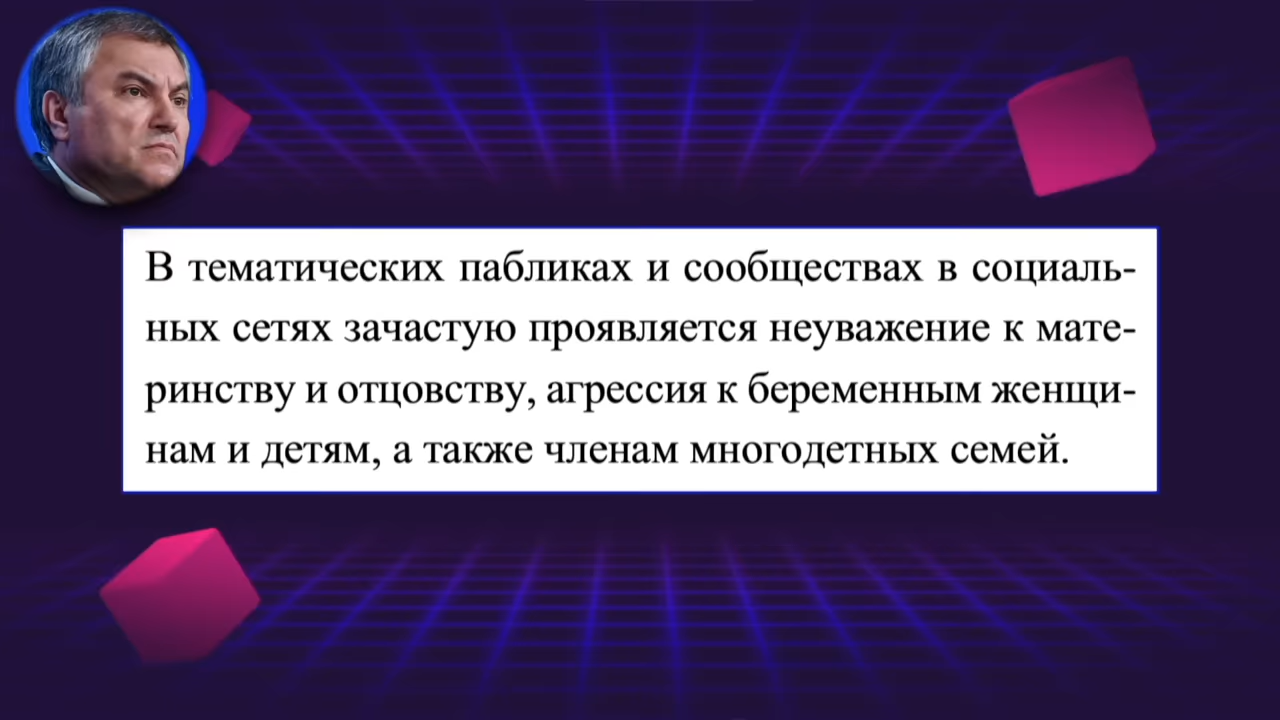 В тематических пабликах и сообществах в социаль-
ных сетях зачастую проявляется неуважение к мате-
ринству и отцовству, агрессия к беременным женщи-
нам и детям, а также членам многодетных семей.